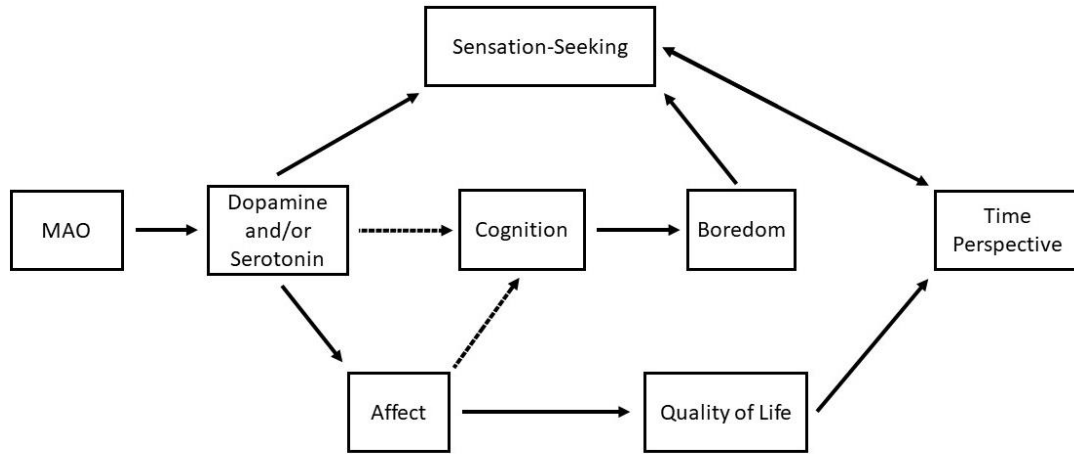 Sensation-Seeking
MAO
Dopamine
and/or
Serotonin
Cognition
Boredom
Time
Perspective
Affect
Quality of Life